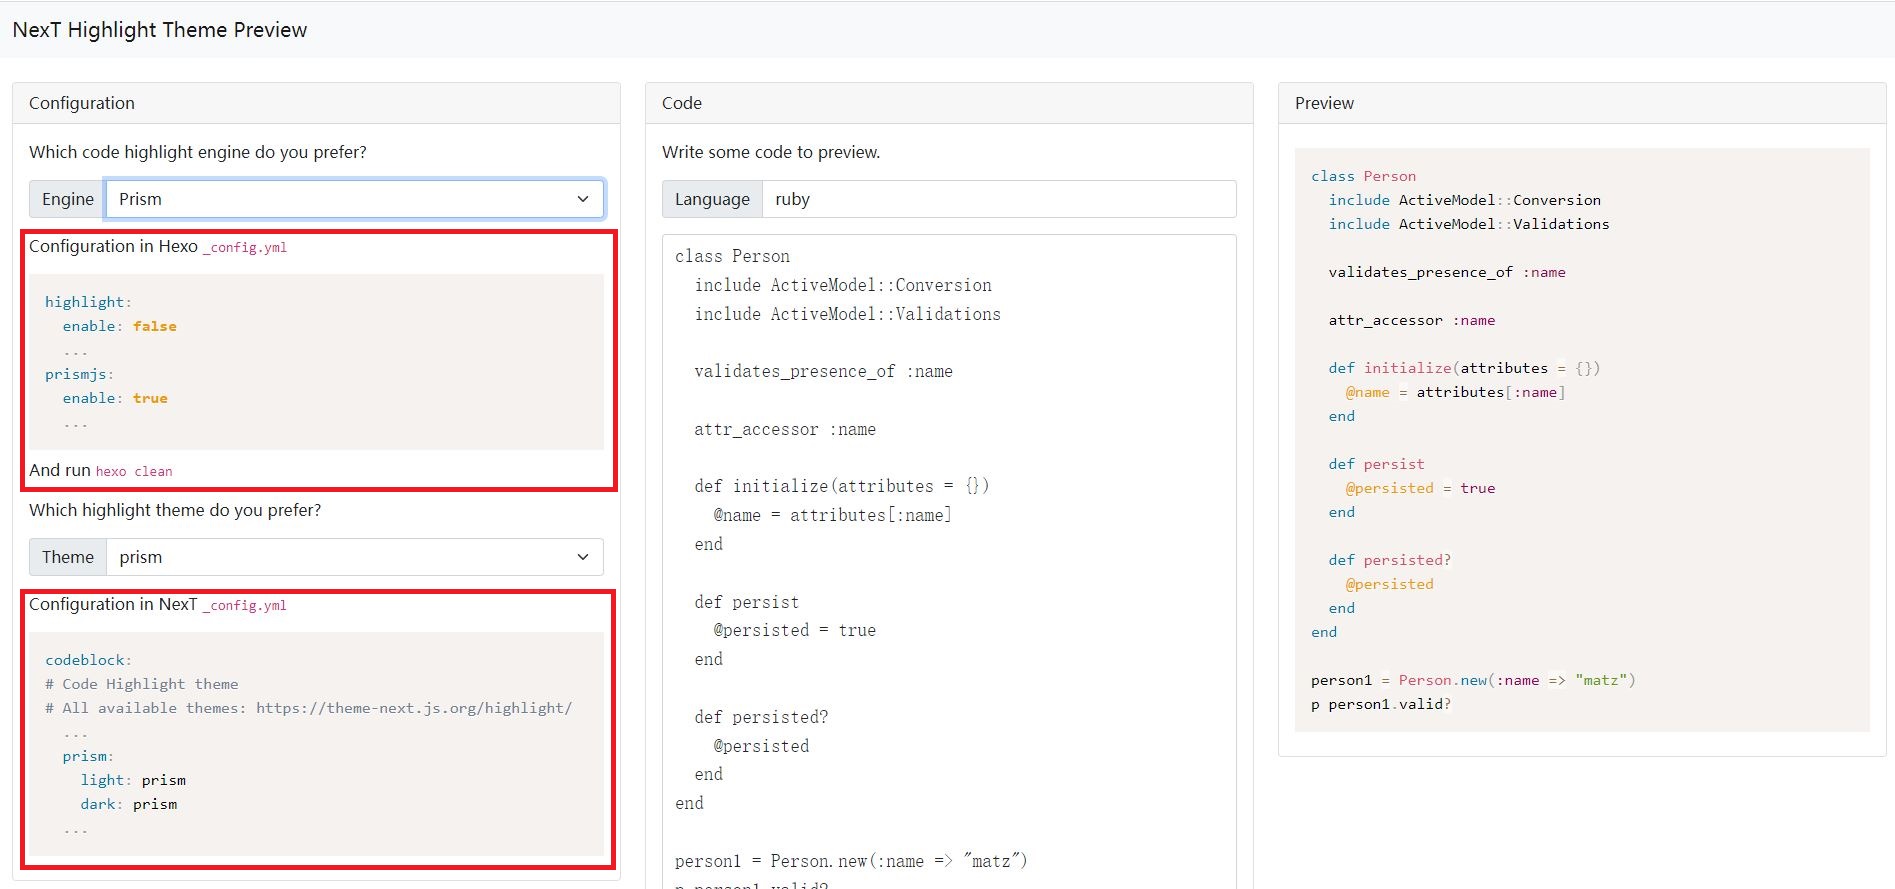 NexT Highlight Theme Preview
Configuration
Which code highlight engine do you prefer?
Engine Prism
Configuration in Hexo _config.yml
highlight:
  enable: false
  ...
prismjs:
  enable: true
  ...
And run hexo clean
Which highlight theme do you prefer?
Theme prism
Configuration in NexT _config.yml
codeblock:
# Code Highlight theme
# All available themes: https://theme-next.js.org/highlight/
  ...
  prism:
    light: prism
    dark: prism
  ...
Code
Write some code to preview.
Language ruby
class Person
  include ActiveModel::Conversion
  include ActiveModel::Validations
  validates_presence_of :name
  attr_accessor :name
  def initialize(attributes = {})
    @name = attributes[:name]
  end
  def persist
    @persisted = true
  end
  def persisted?
    @persisted
  end
end
person1 = Person.new(:name => "matz")
p person1.valid?
Preview
class Person
  include ActiveModel::Conversion
  include ActiveModel::Validations
  validates_presence_of :name
  attr_accessor :name
  def initialize(attributes = {})
    @name = attributes[:name]
  end
  def persist
    @persisted = true
  end
  def persisted?
    @persisted
  end
end
person1 = Person.new(:name => "matz")
p person1.valid?